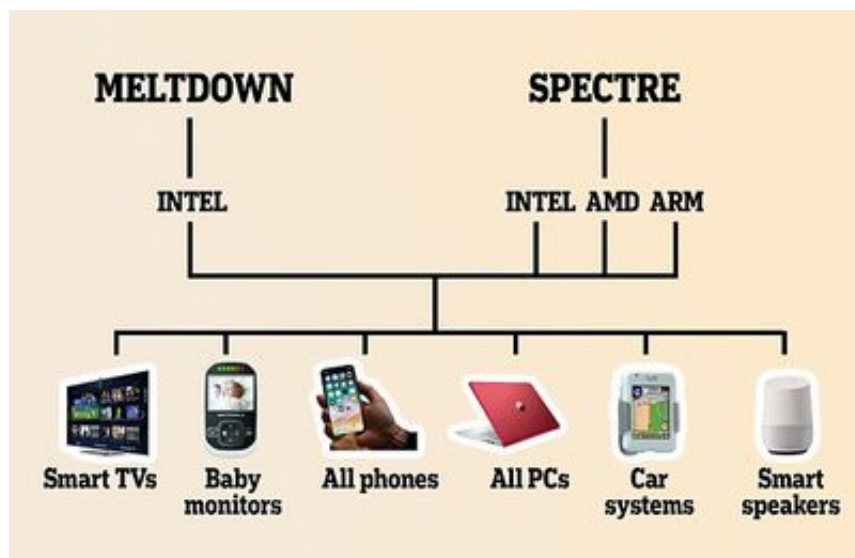 MELTDOWN
SPECTRE
INTEL
INTEL AMD ARM
Smart TVs
Baby
monitors
All phones
All PCs
Car
systems
Smart
speakers